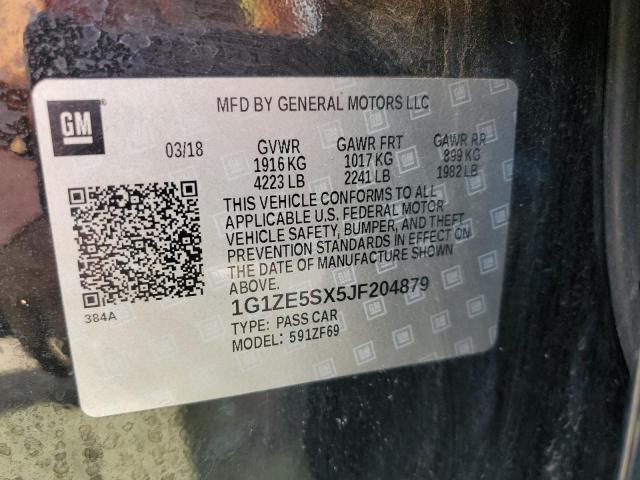 GM
MFD BY GENERAL MOTORS LLC
03/18 GVWR GAWR FRT GAWR RR
1916 KG 1017 KG 899 KG
4223 LB 2241 LB 1982 LB
THIS VEHICLE CONFORMS TO ALL
APPLICABLE U.S. FEDERAL MOTOR
VEHICLE SAFETY, BUMPER, AND THEFT
PREVENTION STANDARDS IN EFFECT ON
THE DATE OF MANUFACTURE SHOWN
ABOVE.
1G1ZE5SX5JF204879
TYPE: PASS CAR
MODEL: 591ZF69
384A